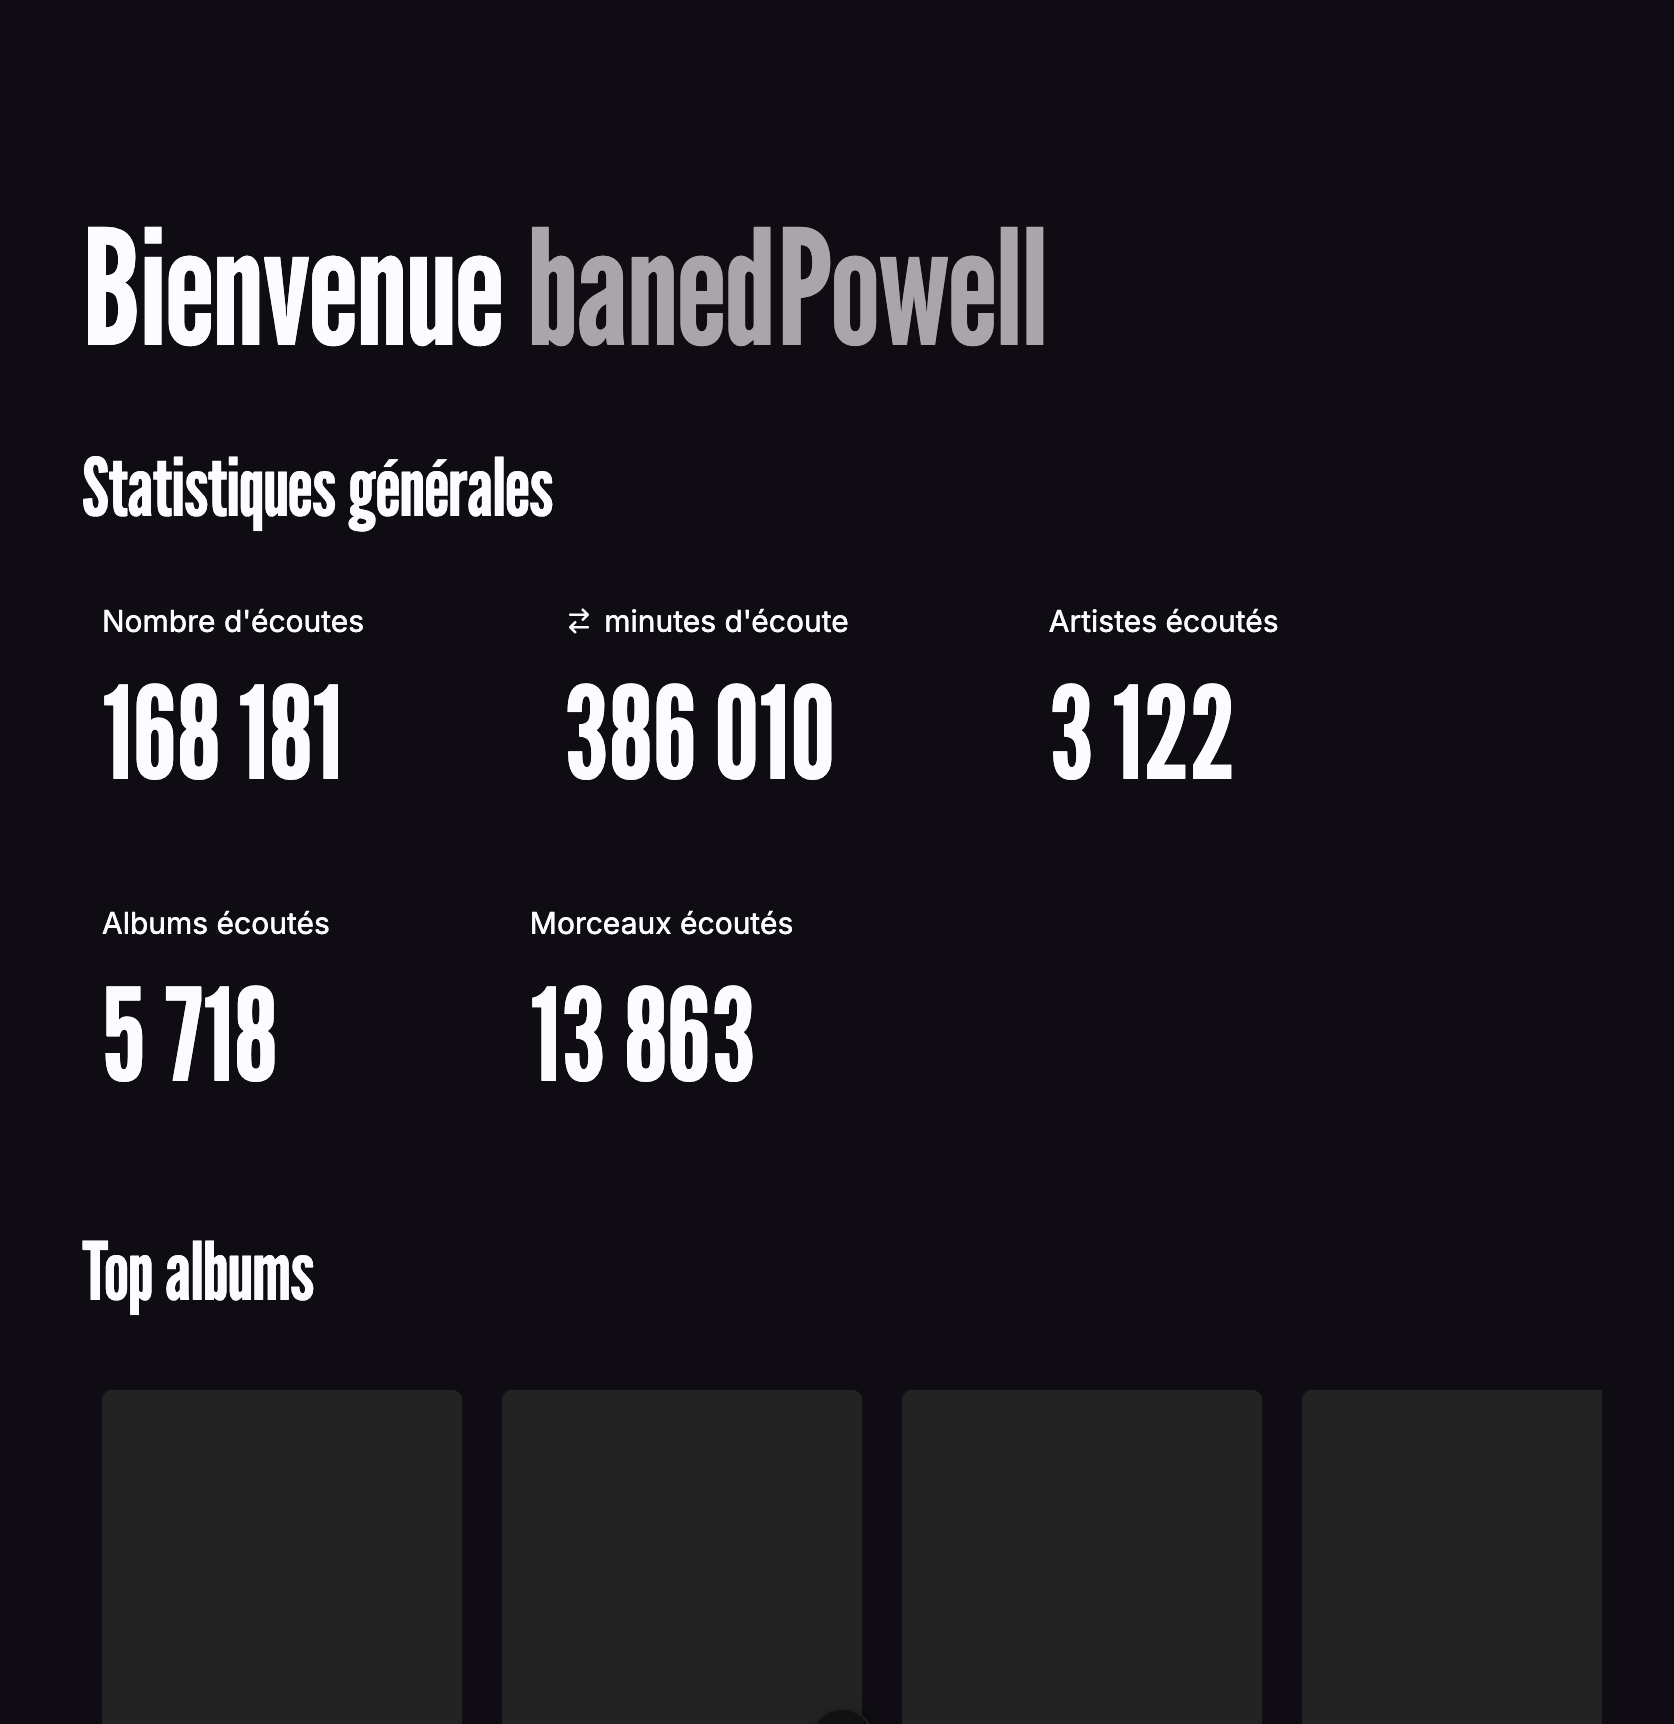 Bienvenue banedPowell
Statistiques générales
Nombre d'écoutes
168 181
minutes d'écoute
386 010
Artistes écoutés
3 122
Albums écoutés
5 718
Morceaux écoutés
13 863
Top albums